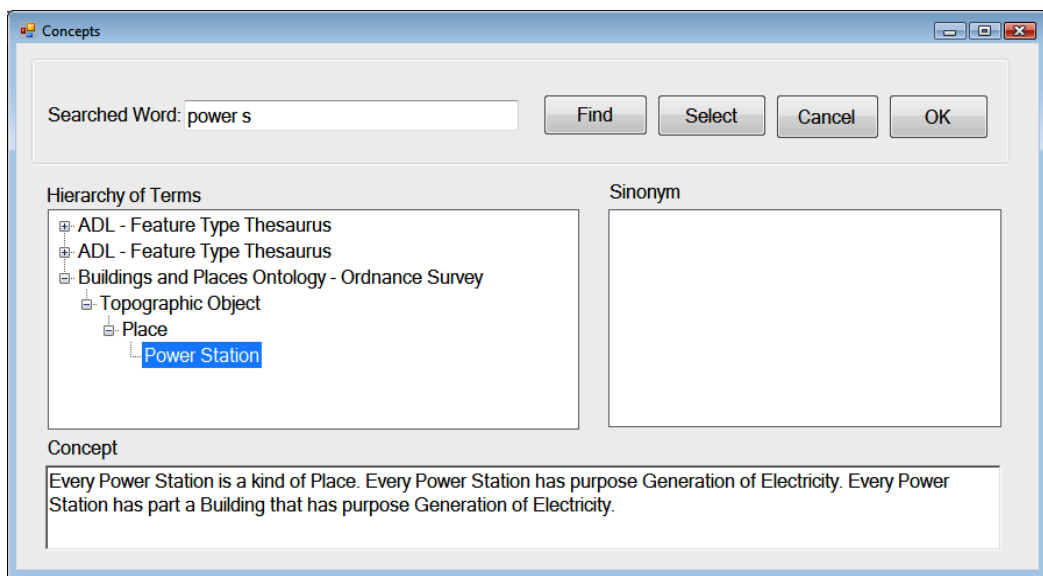 Concepts
Searched Word: power s
Find
Select
Cancel
OK
Hierarchy of Terms
ADL - Feature Type Thesaurus
ADL - Feature Type Thesaurus
Buildings and Places Ontology - Ordnance Survey
Topographic Object
Place
Power Station
Sinonym
Concept
Every Power Station is a kind of Place. Every Power Station has purpose Generation of Electricity. Every Power
Station has part a Building that has purpose Generation of Electricity.